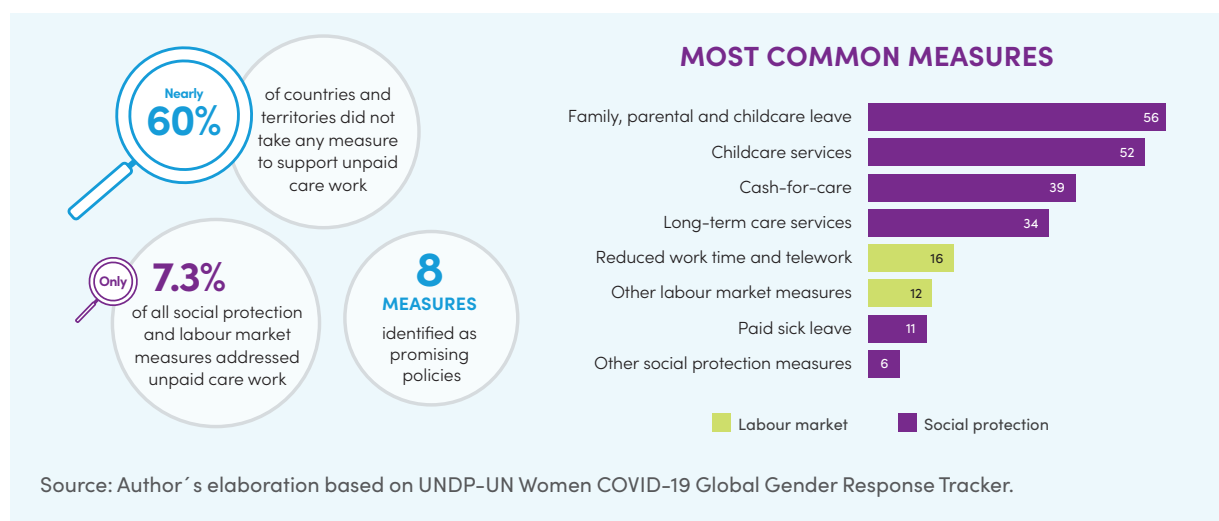 Nearly
60%
of countries and
territories did not
take any measure
to support unpaid
care work
Only
7.3%
of all social protection
and labour market
measures addressed
unpaid care work
8
MEASURES
identified as
promising
policies
MOST COMMON MEASURES
Family, parental and childcare leave 56
Childcare services 52
Cash-for-care 39
Long-term care services 34
Reduced work time and telework 16
Other labour market measures 12
Paid sick leave 11
Other social protection measures 6
Labour market Social protection
Source: Author´s elaboration based on UNDP-UN Women COVID-19 Global Gender Response Tracker.